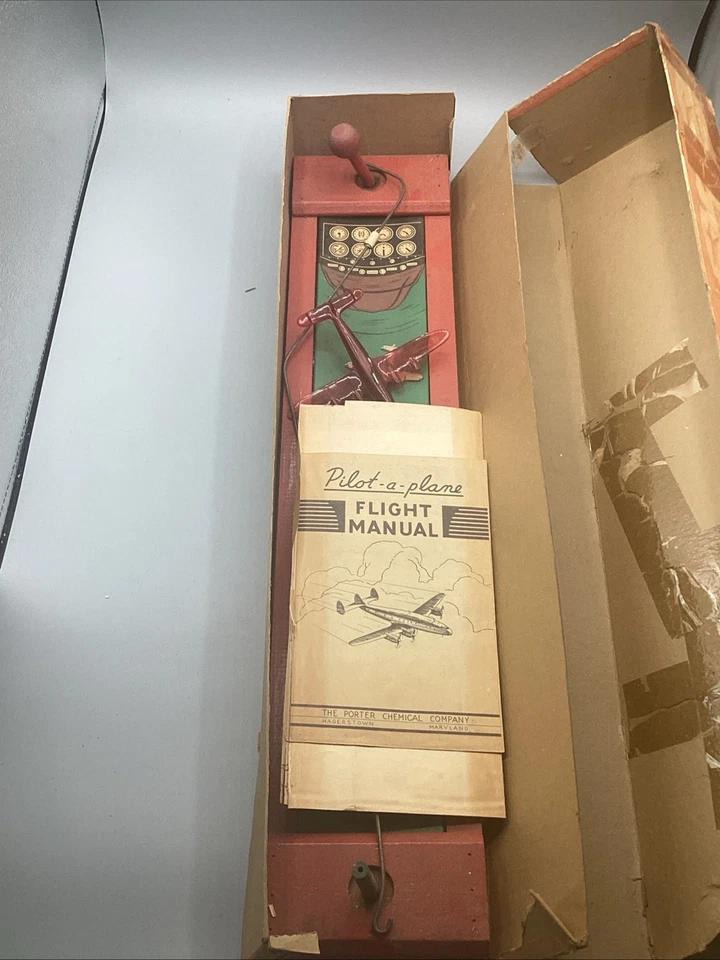 Pilot-a-plane
FLIGHT
MANUAL
THE PORTER CHEMICAL COMPANY
HAGERSTOWN MARYLAND